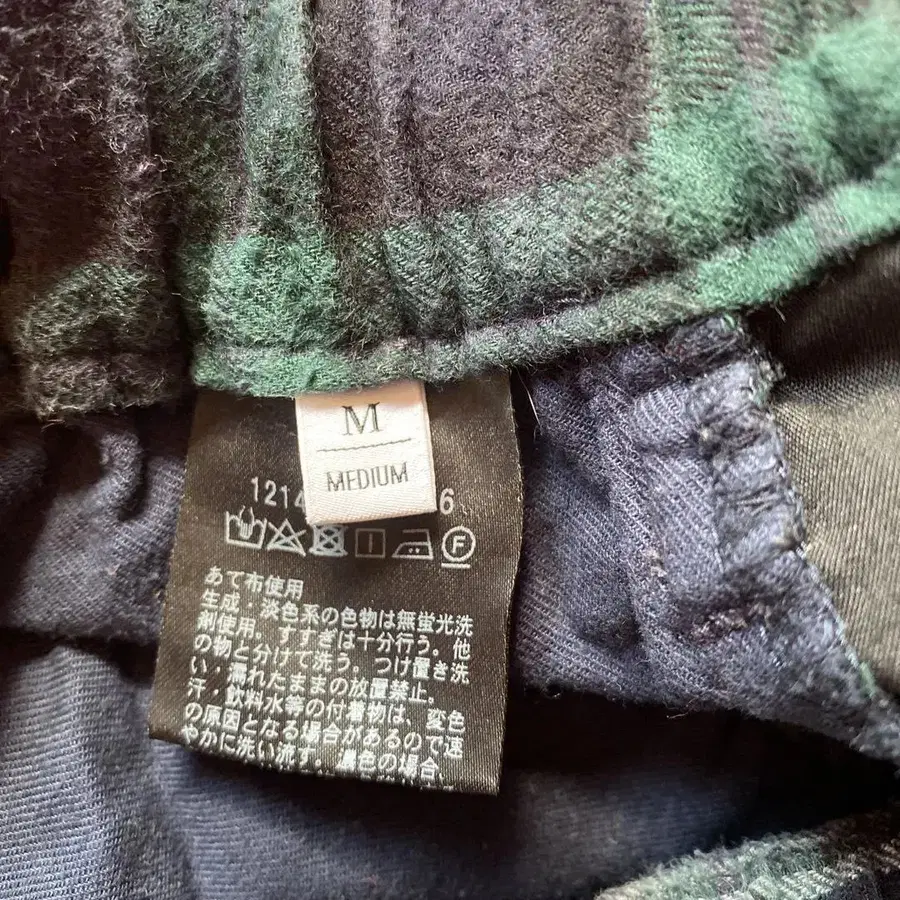 M
MEDIUM
1214 6
F
あて布使用
生成・淡色系の色物は無蛍光洗
剤使用。すすぎは十分行う。他
の物と分けて洗う。つけ置き洗
い・濡れたままの放置禁止。
汗・飲料水等の付着物は、変色
の原因となる場合があるので速
やかに洗い流す。濃色の場合、